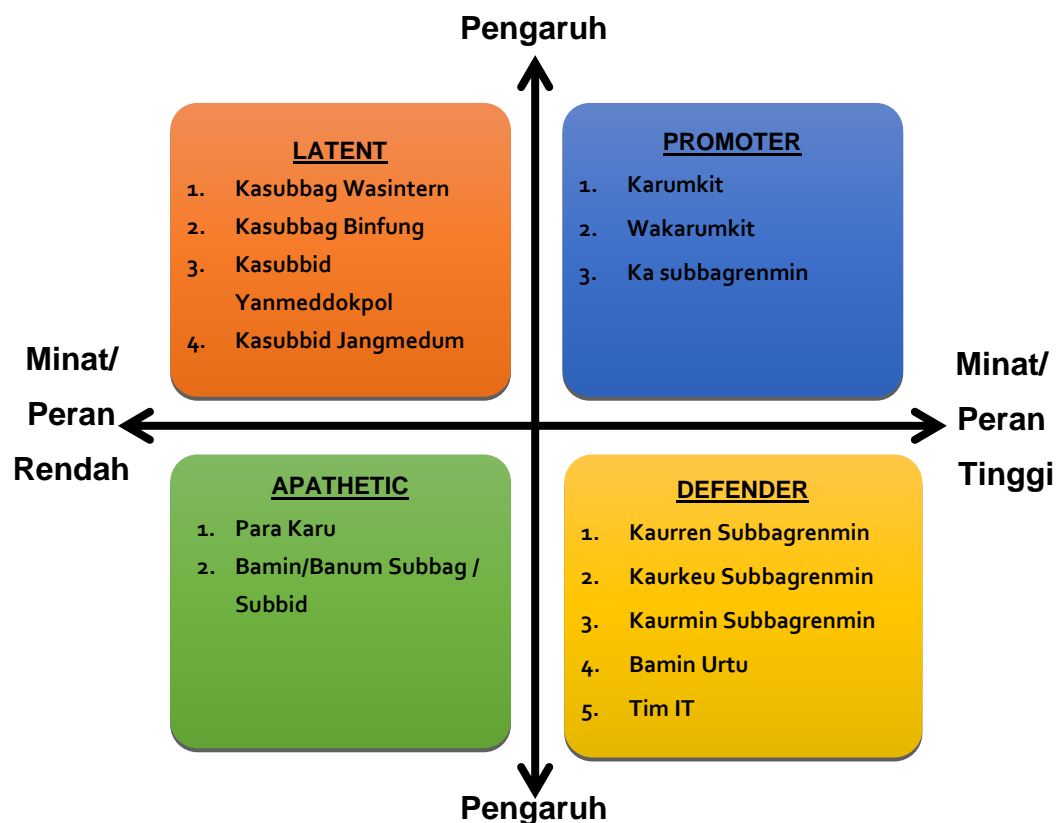 Pengaruh
LATENT
1. Kasubbag Wasintern
2. Kasubbag Binfung
3. Kasubbid
Yanmeddokpol
4. Kasubbid Jangmedum
PROMOTER
1. Karumkit
2. Wakarumkit
3. Ka subbagrenmin
Minat/
Peran
Rendah
Minat/
Peran
Tinggi
APATHETIC
1. Para Karu
2. Bamin/Banum Subbag /
Subbid
DEFENDER
1. Kaurren Subbagrenmin
2. Kaurkeu Subbagrenmin
3. Kaurmin Subbagrenmin
4. Bamin Urtu
5. Tim IT
Pengaruh